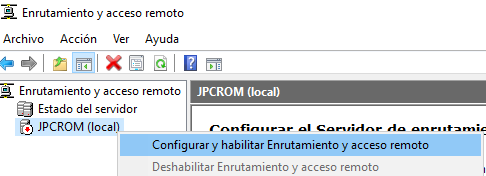 Enrutamiento y acceso remoto
Archivo Acción Ver Ayuda
Enrutamiento y acceso remoto
Estado del servidor
JPCROM (local)
JPCROM (local)
Configurar el Servidor de
Configurar y habilitar Enrutamiento y acceso remoto
Deshabilitar Enrutamiento y acceso remoto